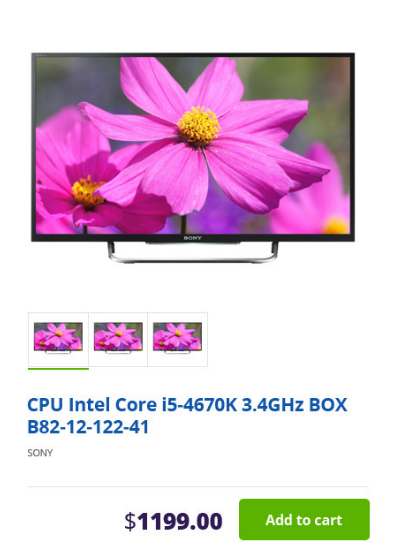 SONY
CPU Intel Core i5-4670K 3.4GHz BOX
B82-12-122-41
SONY
$1199.00 Add to cart